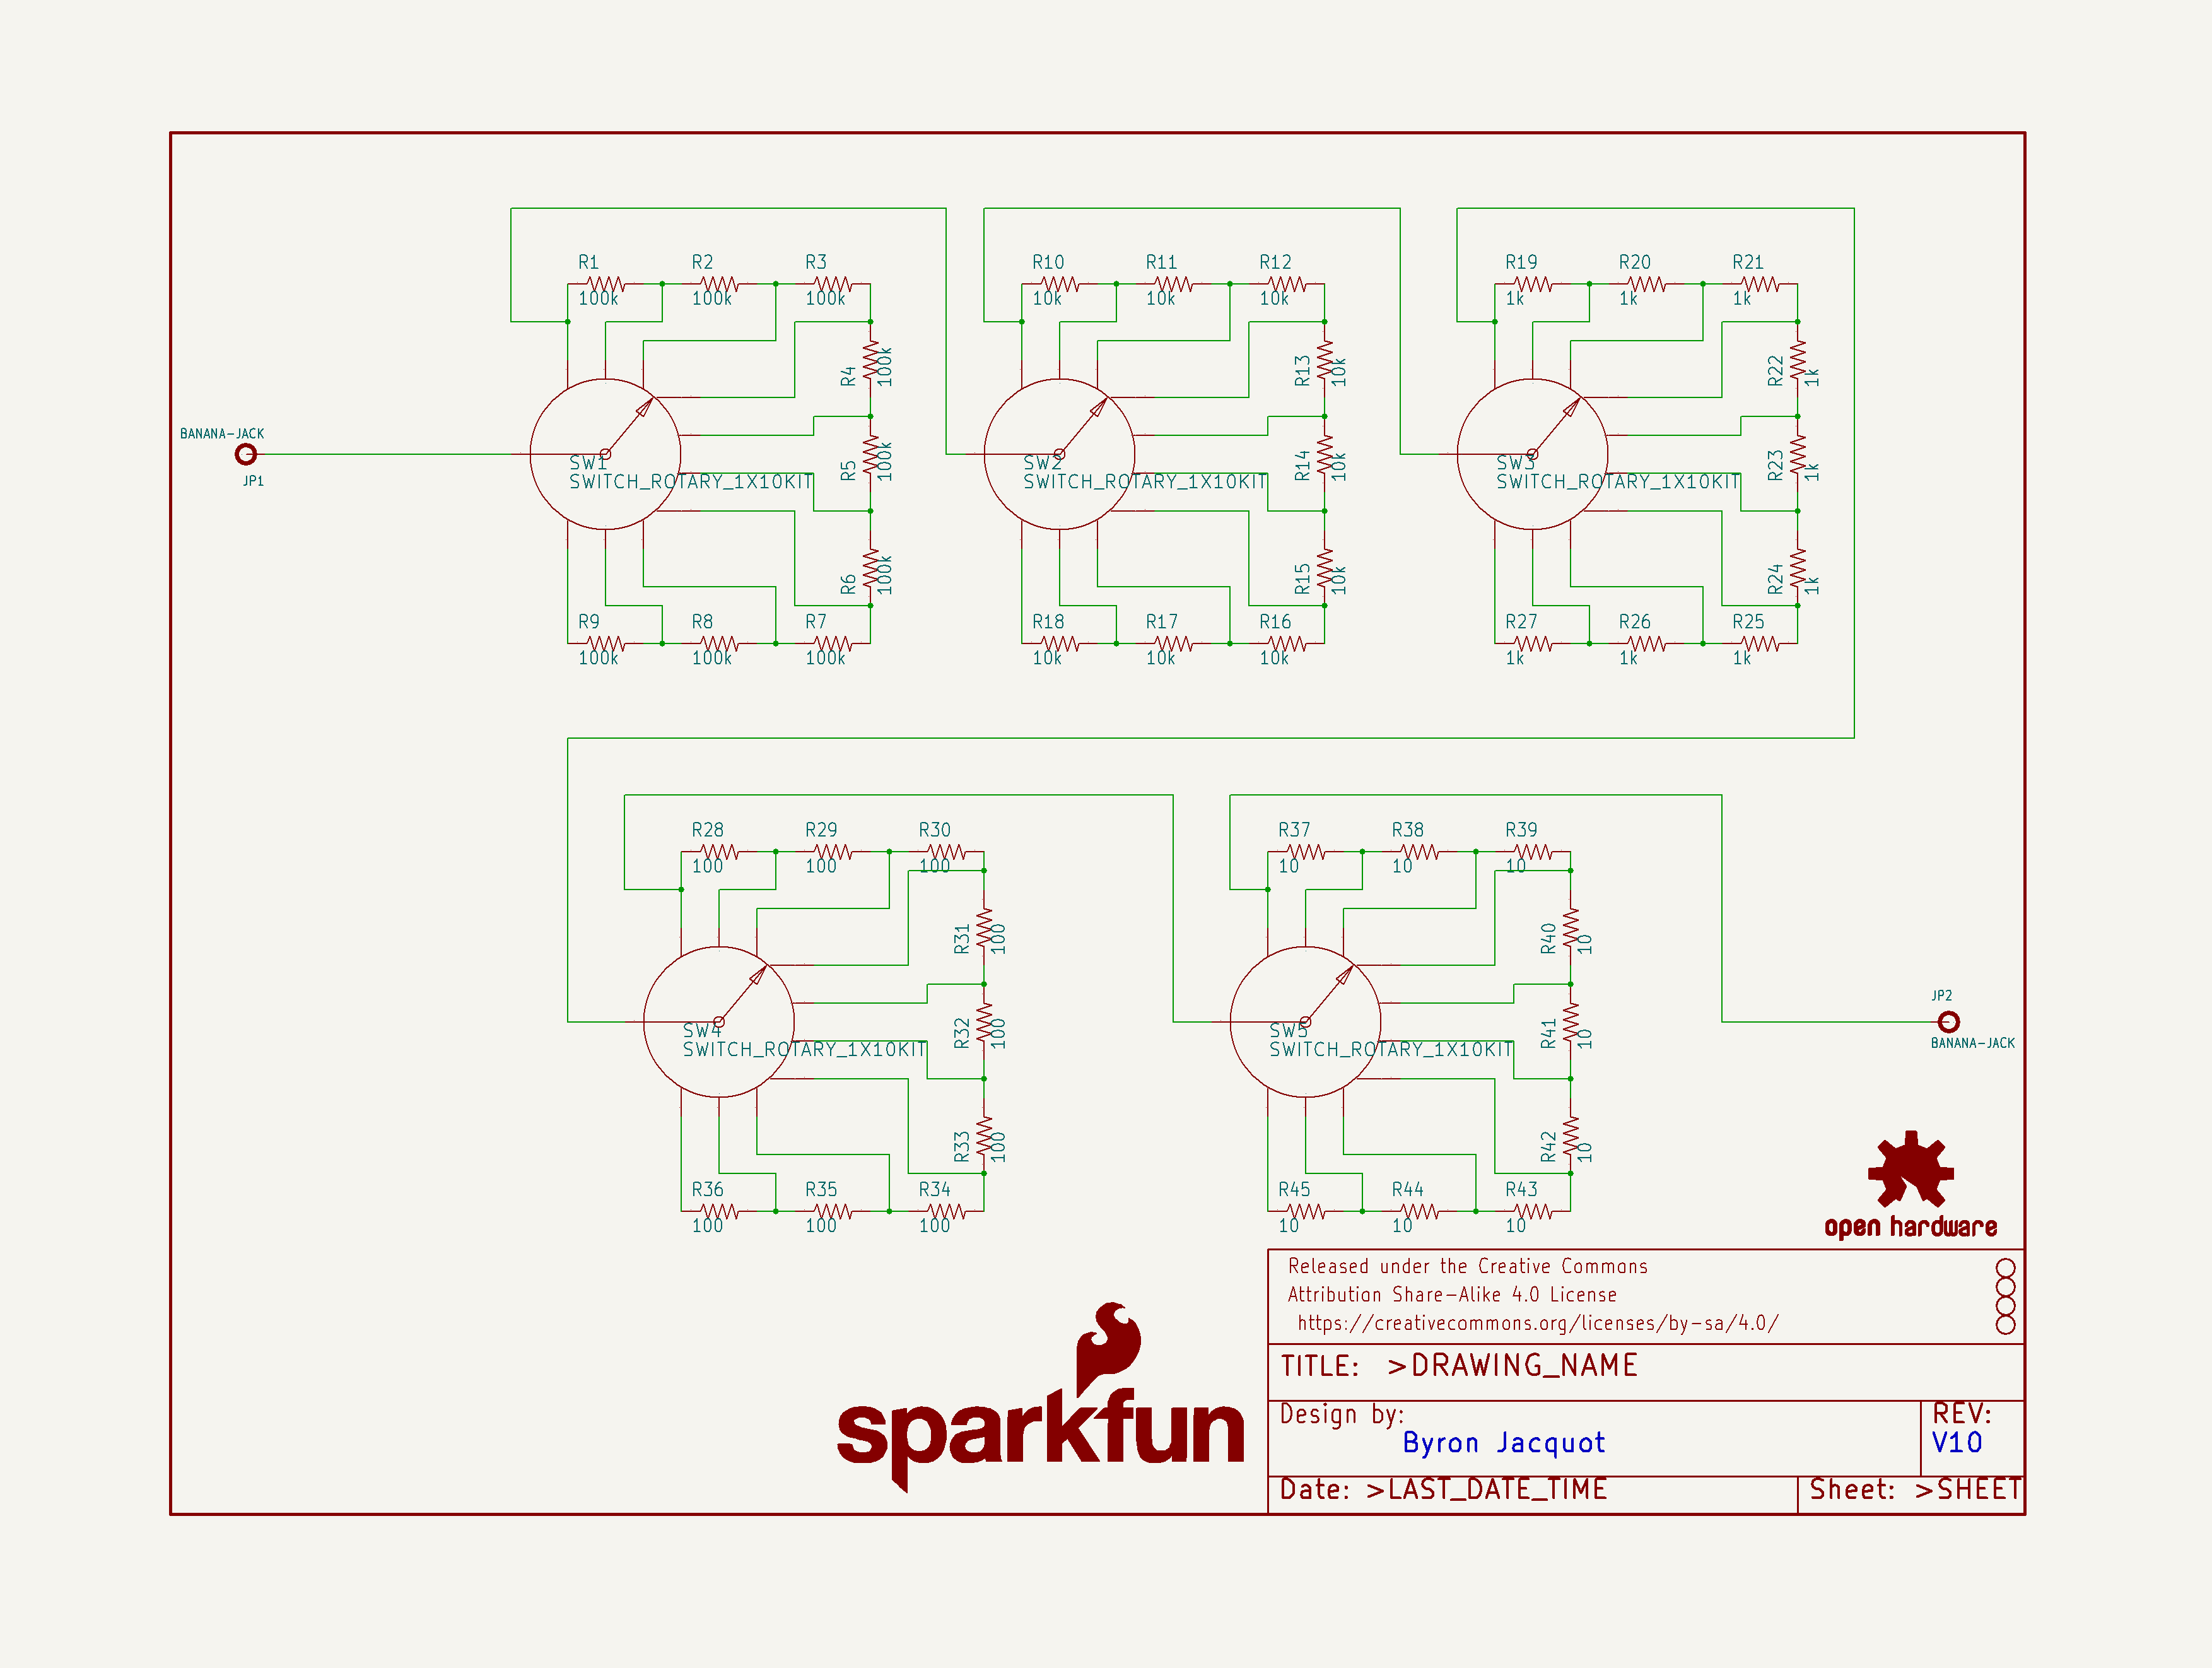 R1 R2 R3
100k 100k 100k
R10 R11 R12
10k 10k 10k
R19 R20 R21
1k 1k 1k
R4 100k
R13 10k
R22 1k
BANANA-JACK
JP1
SW1
SWITCH_ROTARY_1X10KIT
R5 100k
SW2
SWITCH_ROTARY_1X10KIT
R14 10k
SW3
SWITCH_ROTARY_1X10KIT
R23 1k
R6 100k
R15 10k
R24 1k
R9 R8 R7
100k 100k 100k
R18 R17 R16
10k 10k 10k
R27 R26 R25
1k 1k 1k
R28 R29 R30
100 100 100
R37 R38 R39
10 10 10
R31 100
R40 10
SW4
SWITCH_ROTARY_1X10KIT
R32 100
SW5
SWITCH_ROTARY_1X10KIT
R41 10
JP2
BANANA-JACK
R33 100
R42 10
R36 R35 R34
100 100 100
R45 R44 R43
10 10 10
open hardware
Released under the Creative Commons
Attribution Share-Alike 4.0 License
https://creativecommons.org/licenses/by-sa/4.0/
sparkfun
TITLE: >DRAWING_NAME
Design by:
Byron Jacquot
REV:
V10
Date: >LAST_DATE_TIME
Sheet: >SHEET